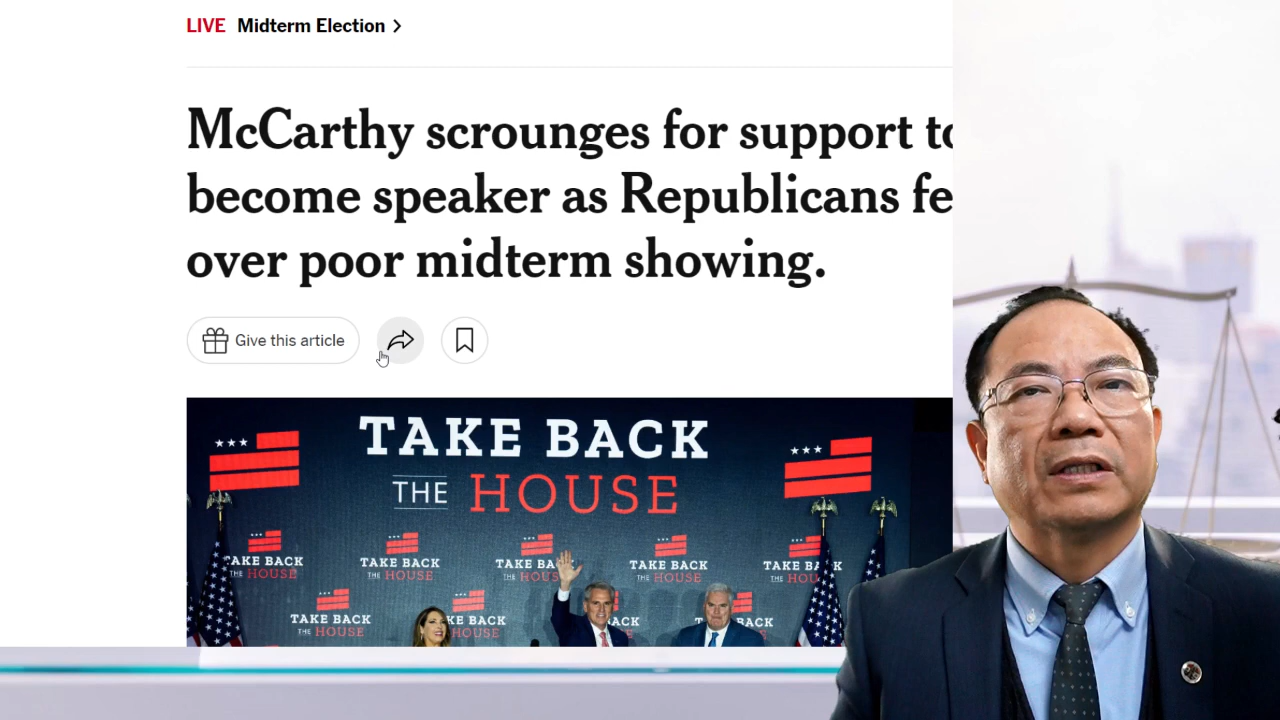 LIVE Midterm Election
McCarthy scrounges for support to
become speaker as Republicans fe
over poor midterm showing.
Give this article
TAKE BACK
THE HOUSE
TAKE BACK
THE HOUSE
TAKE BACK
THE HOUSE
TAKE BACK
THE HOUSE
TAKE BACK
THE HOUSE
TAKE BACK
THE HOUSE
TAKE BACK
THE HOUSE